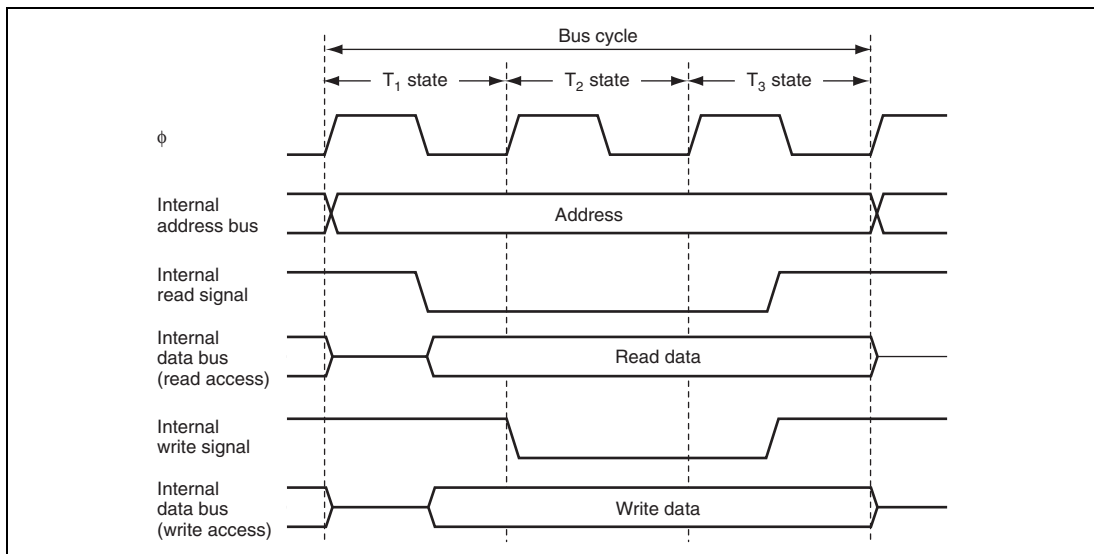 Bus cycle
T₁ state
T₂ state
T₃ state
ϕ
Internal
address bus
Address
Internal
read signal
Internal
data bus
(read access)
Read data
Internal
write signal
Internal
data bus
(write access)
Write data